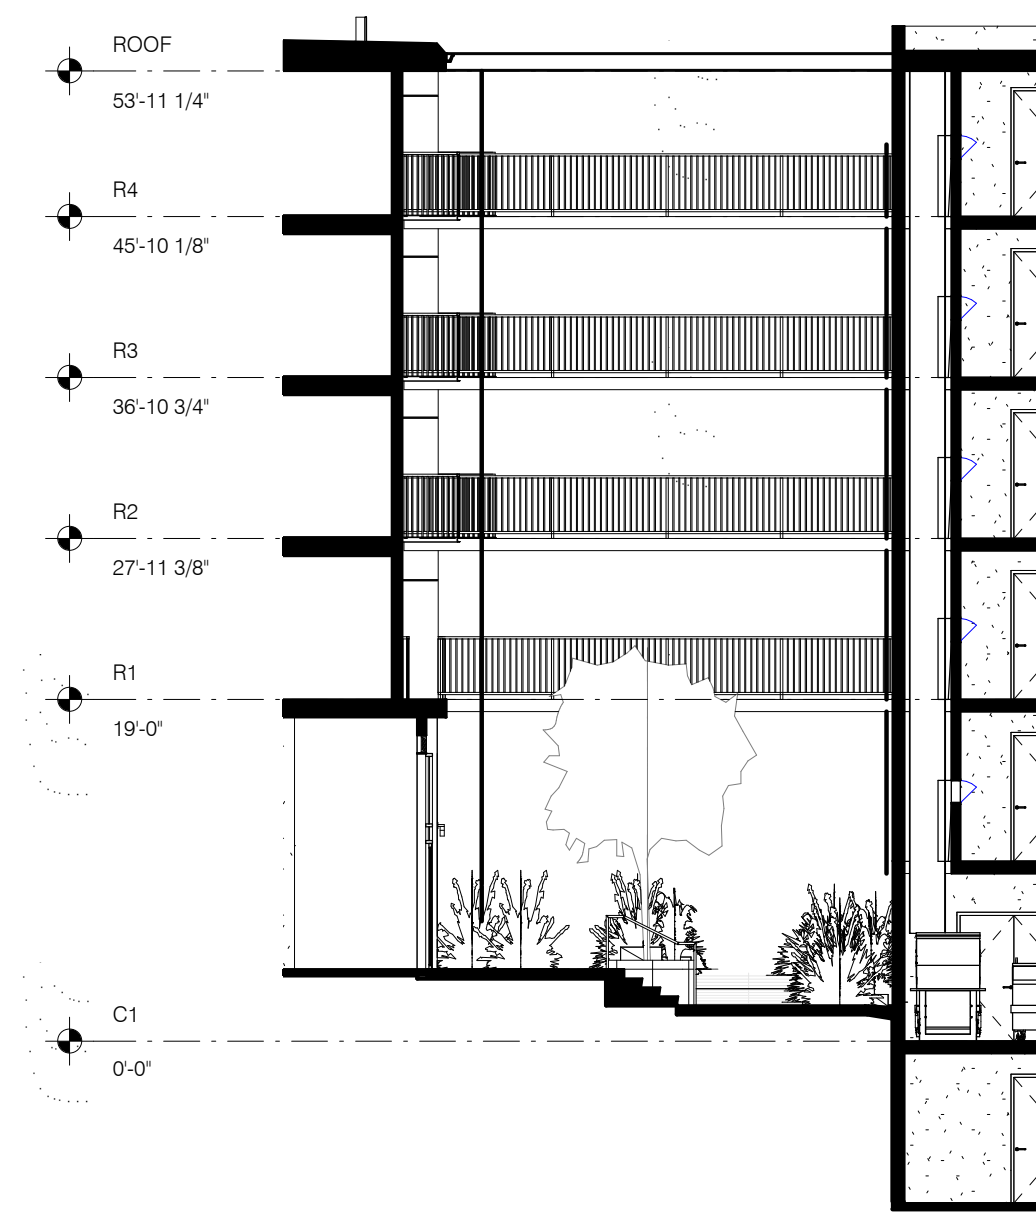 ROOF
53'-11 1/4"
R4
45'-10 1/8"
R3
36'-10 3/4"
R2
27'-11 3/8"
R1
19'-0"
C1
0'-0"